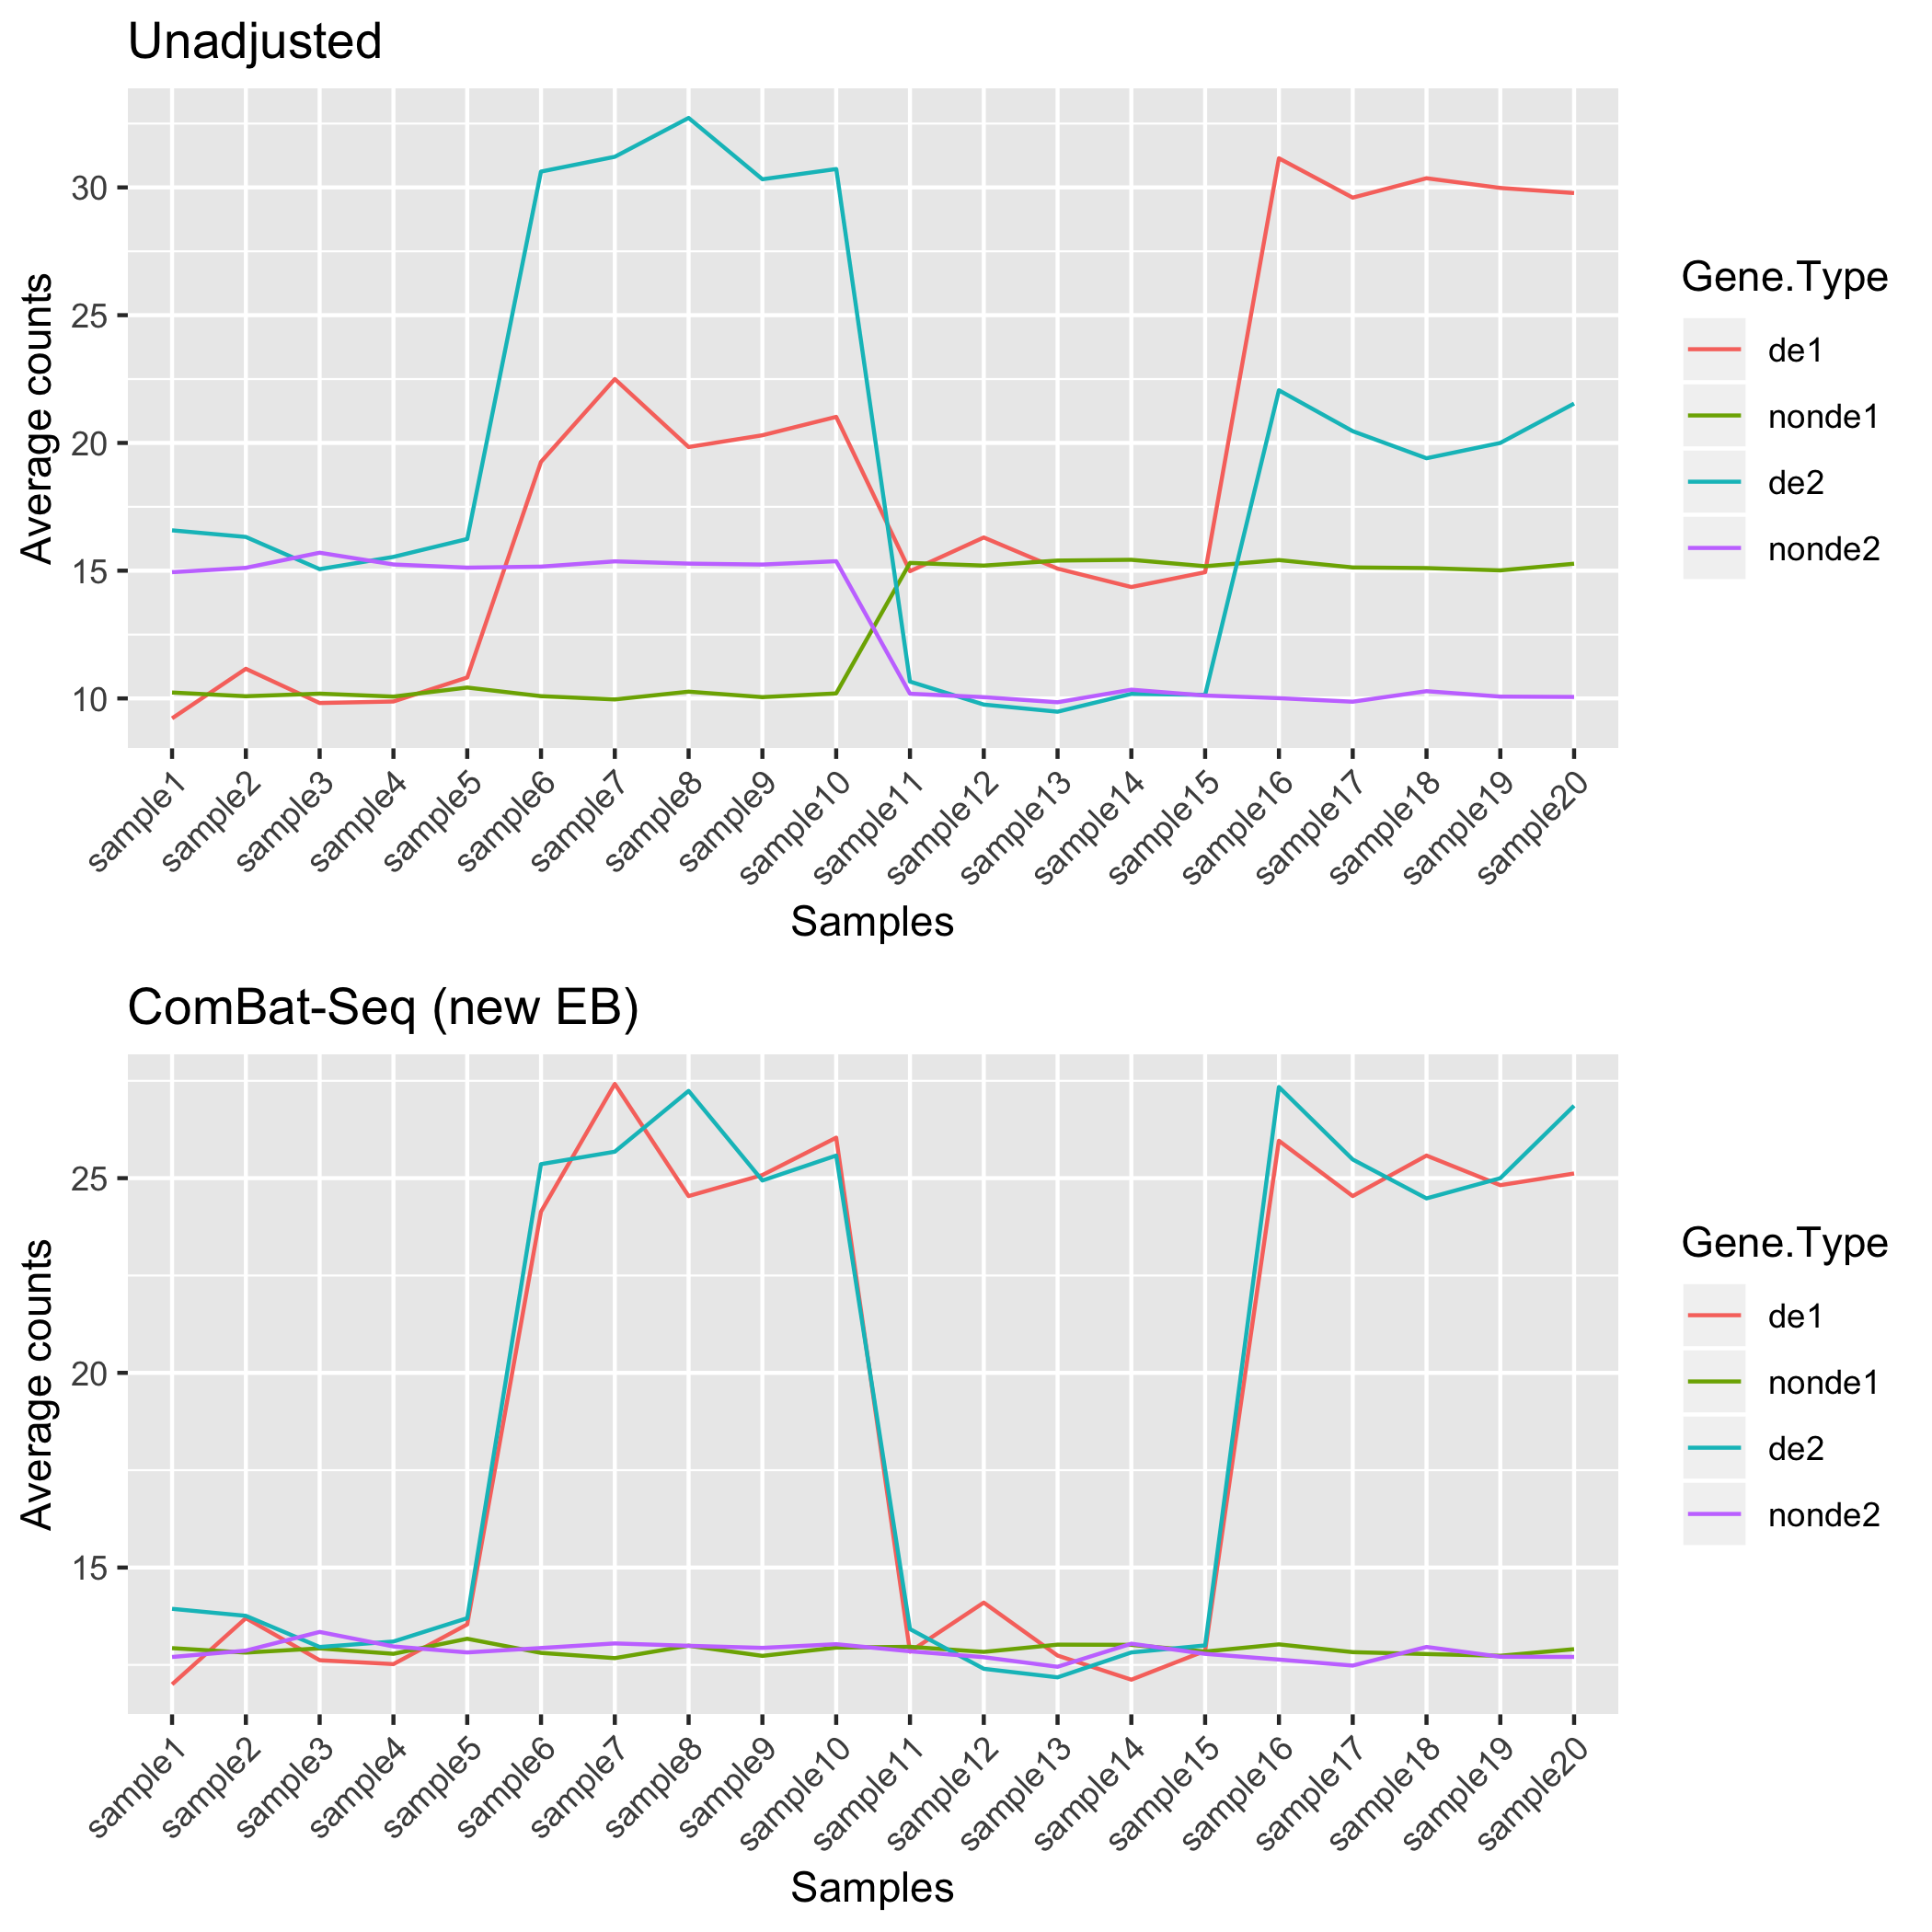 Unadjusted
Average counts
30
25
20
15
10
sample1
sample2
sample3
sample4
sample5
sample6
sample7
sample8
sample9
sample10
sample11
sample12
sample13
sample14
sample15
sample16
sample17
sample18
sample19
sample20
Samples
Gene.Type
de1
nonde1
de2
nonde2
ComBat-Seq (new EB)
Average counts
25
20
15
sample1
sample2
sample3
sample4
sample5
sample6
sample7
sample8
sample9
sample10
sample11
sample12
sample13
sample14
sample15
sample16
sample17
sample18
sample19
sample20
Samples
Gene.Type
de1
nonde1
de2
nonde2